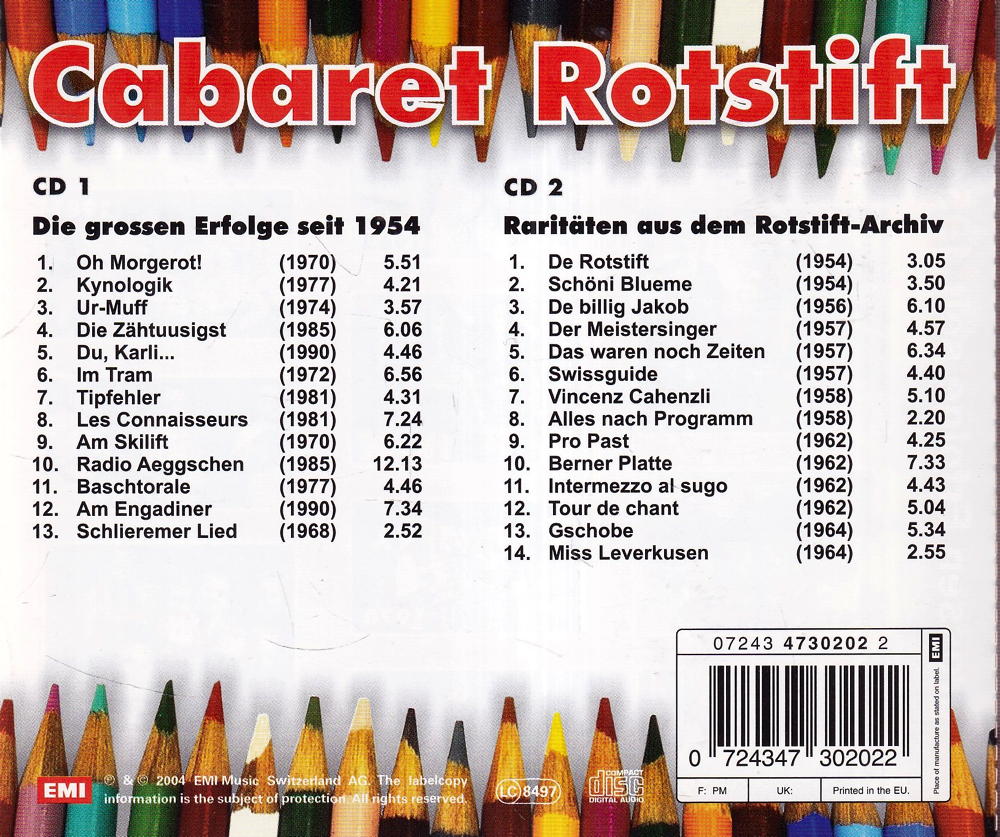 Cabaret Rotstift
CD 1
Die grossen Erfolge seit 1954
1. Oh Morgerot! (1970) 5.51
2. Kynologik (1977) 4.21
3. Ur-Muff (1974) 3.57
4. Die Zähtuusigst (1985) 6.06
5. Du, Karli... (1990) 4.46
6. Im Tram (1972) 6.56
7. Tipfehler (1981) 4.31
8. Les Connaisseurs (1981) 7.24
9. Am Skilift (1970) 6.22
10. Radio Aeggschen (1985) 12.13
11. Baschtorale (1977) 4.46
12. Am Engadiner (1990) 7.34
13. Schlieremer Lied (1968) 2.52
CD 2
Raritäten aus dem Rotstift-Archiv
1. De Rotstift (1954) 3.05
2. Schöni Blueme (1954) 3.50
3. De billig Jakob (1956) 6.10
4. Der Meistersinger (1957) 4.57
5. Das waren noch Zeiten (1957) 6.34
6. Swissguide (1957) 4.40
7. Vincenz Cahenzli (1958) 5.10
8. Alles nach Programm (1958) 2.20
9. Pro Past (1962) 4.25
10. Berner Platte (1962) 7.33
11. Intermezzo al sugo (1962) 4.43
12. Tour de chant (1962) 5.04
13. Gschobe (1964) 5.34
14. Miss Leverkusen (1964) 2.55
07243 4730202 2
EMI
Place of manufacture as stated on label.
0 724347 302022
F: PM UK: Printed in the EU.
EMI
℗ & © 2004 EMI Music Switzerland AG. The labelcopy
information is the subject of protection. All rights reserved.
LC 8497
COMPACT
disc
DIGITAL AUDIO